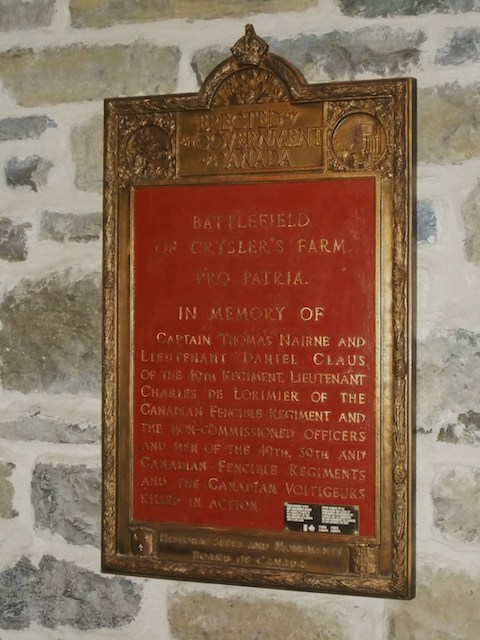 ERECTED BY
THE GOVERNMENT
OF CANADA
BATTLEFIELD
OF CRYSLER'S FARM.
PRO PATRIA.
IN MEMORY OF
CAPTAIN THOMAS NAIRNE AND
LIEUTENANT DANIEL CLAUS
OF THE 49TH REGIMENT, LIEUTENANT
CHARLES DE LORIMIER OF THE
CANADIAN FENCIBLE REGIMENT AND
THE NON-COMMISSIONED OFFICERS
AND MEN OF THE 49TH, 89TH AND
CANADIAN FENCIBLE REGIMENTS
AND THE CANADIAN VOLTIGEURS
KILLED IN ACTION.
HISTORIC SITES AND MONUMENTS
BOARD OF CANADA